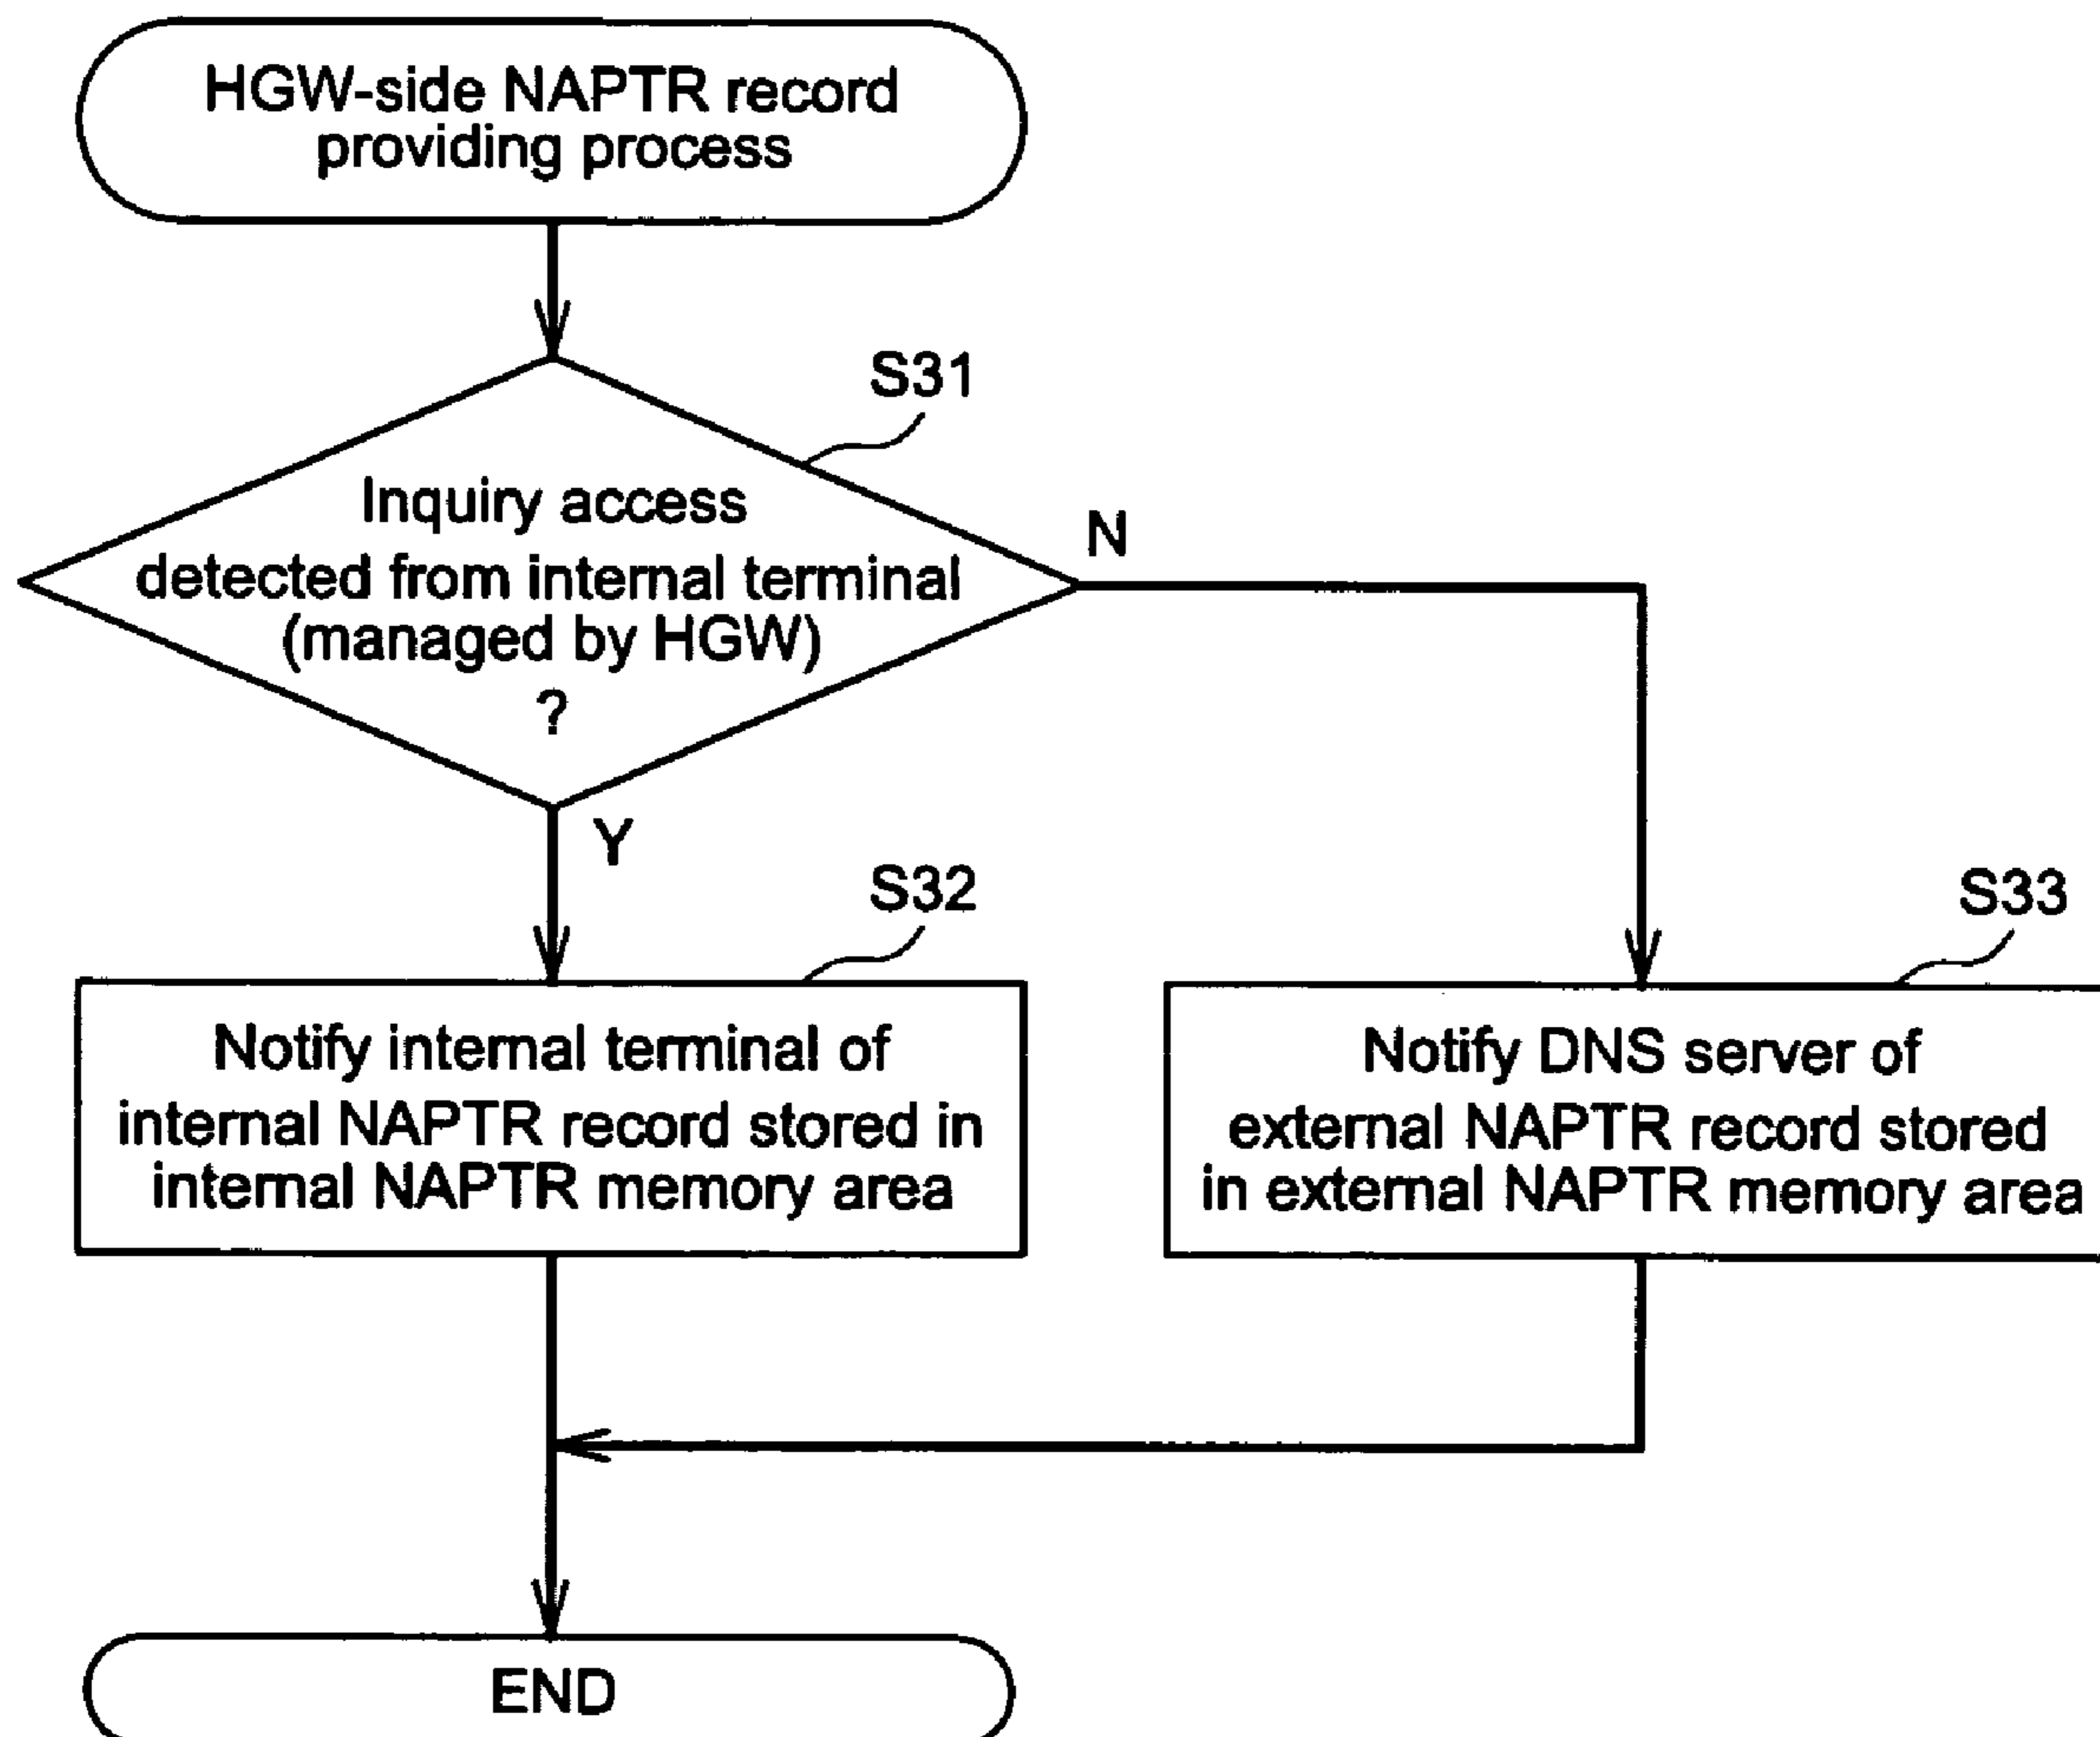 HGW-side NAPTR record
providing process
S31
Inquiry access
detected from internal terminal
(managed by HGW)
?
N
Y
S32
Notify internal terminal of
internal NAPTR record stored in
internal NAPTR memory area
S33
Notify DNS server of
external NAPTR record stored
in external NAPTR memory area
END